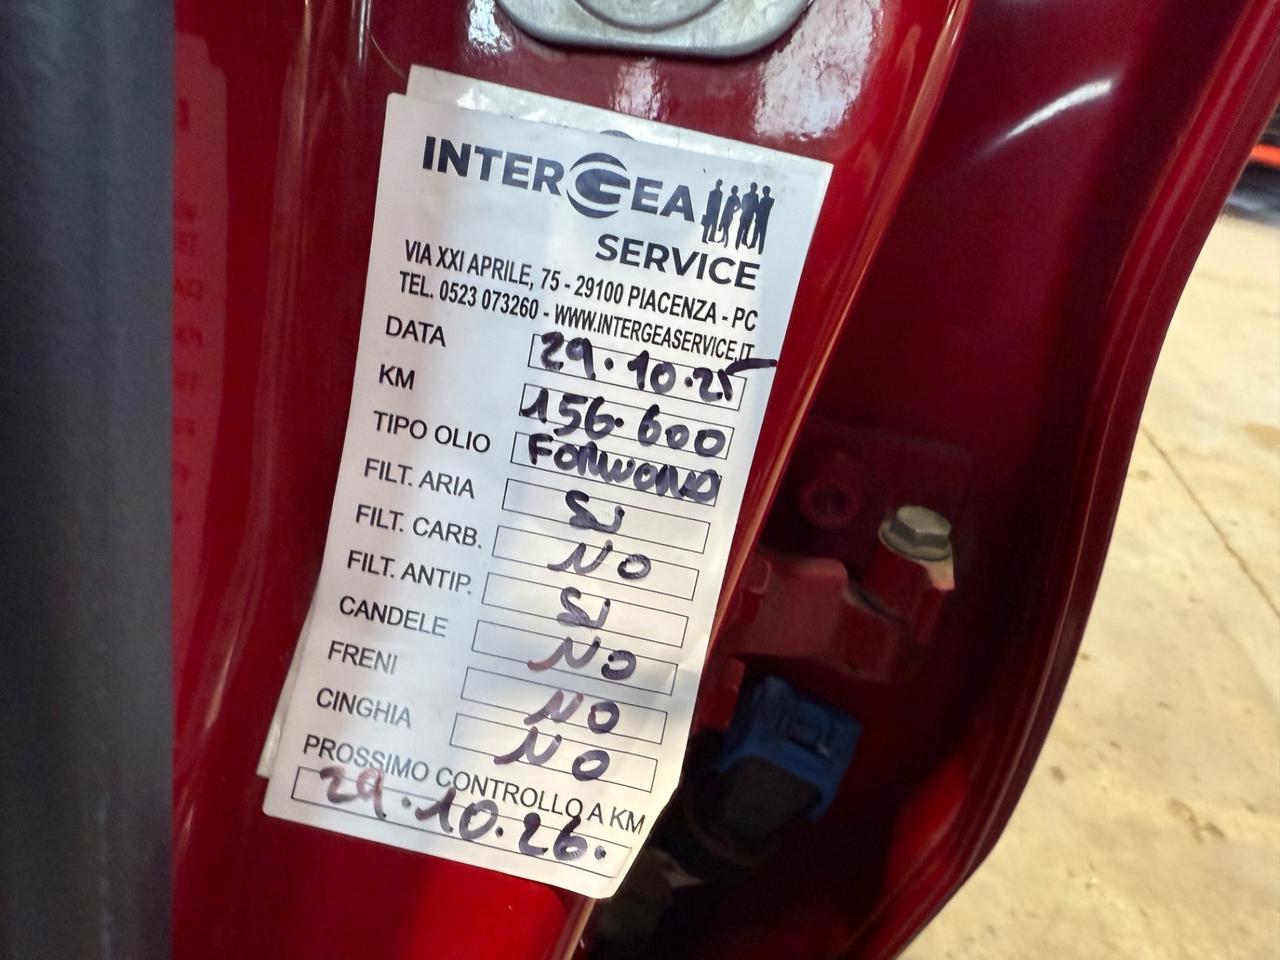 INTERGEA
SERVICE
VIA XXI APRILE, 75 - 29100 PIACENZA - PC
TEL. 0523 073260 - WWW.INTERGEASERVICE.IT
DATA 29.10.25
KM 156.600
TIPO OLIO FORWORD
FILT. ARIA SI
FILT. CARB. NO
FILT. ANTIP. SI
CANDELE NO
FRENI NO
CINGHIA NO
PROSSIMO CONTROLLO A KM
29.10.26.